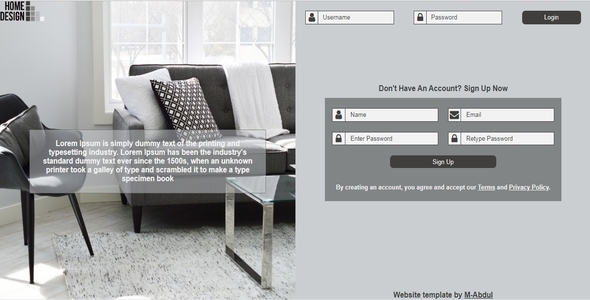 HOME
DESIGN
Username
Password
Login
Lorem Ipsum is simply dummy text of the printing and
typesetting industry. Lorem Ipsum has been the industry's
standard dummy text ever since the 1500s, when an unknown
printer took a galley of type and scrambled it to make a type
specimen book
Don't Have An Account? Sign Up Now
Name
Email
Enter Password
Retype Password
Sign Up
By creating an account, you agree and accept our Terms and Privacy Policy.
Website template by M-Abdul